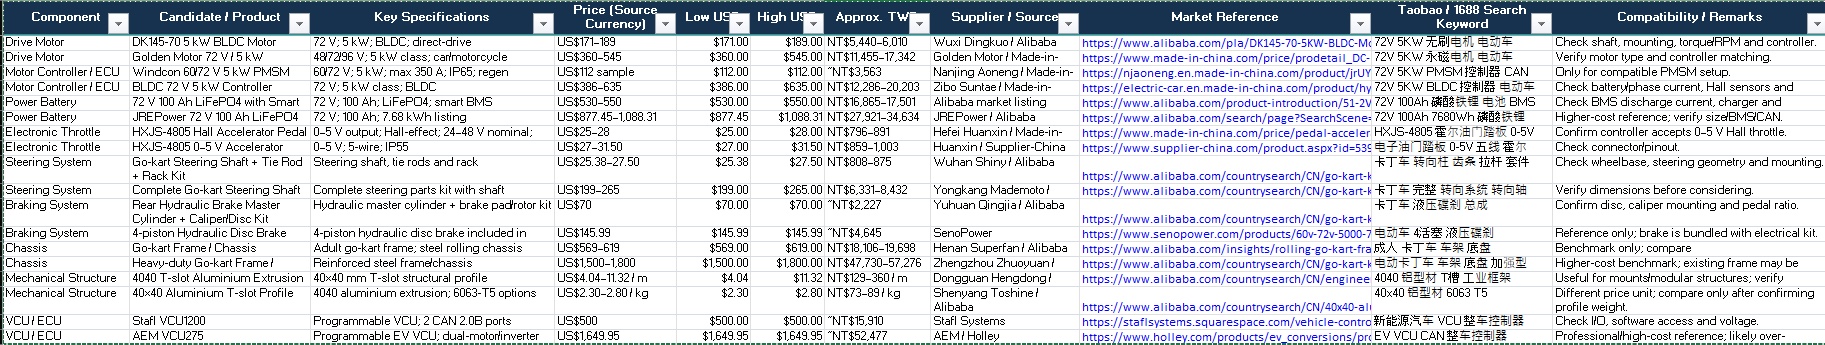 Component Candidate / Product Key Specifications Price (Source Currency) Low US High US Approx. TW Supplier / Source Market Reference Taobao / 1688 Search Keyword Compatibility / Remarks
Drive Motor DK145-70 5 kW BLDC Motor 72 V; 5 kW; BLDC; direct-drive US$171–189 $171.00 $189.00 NT$5,440–6,010 Wuxi Dingkuo / Alibaba https://www.alibaba.com/pla/DK145-70-5KW-BLDC-Mo 72V 5KW 无刷电机 电动车 Check shaft, mounting, torque/RPM and controller.
Drive Motor Golden Motor 72 V / 5 kW 48/72/96 V; 5 kW class; car/motorcycle US$360–545 $360.00 $545.00 NT$11,455–17,342 Golden Motor / Made-in- https://www.made-in-china.com/price/prodetail_DC- 72V 5KW 永磁电机 电动车 Verify motor type and controller matching.
Motor Controller / ECU Windcon 60/72 V 5 kW PMSM 60/72 V; 5 kW; max 350 A; IP65; regen US$112 sample $112.00 $112.00 ~NT$3,563 Nanjing Aoneng / Made-in- https://njaoneng.en.made-in-china.com/product/jrUY 72V 5KW PMSM 控制器 CAN Only for compatible PMSM setup.
Motor Controller / ECU BLDC 72 V 5 kW Controller 72 V; 5 kW class; BLDC US$386–635 $386.00 $635.00 NT$12,286–20,203 Zibo Suntae / Made-in- https://electric-car.en.made-in-china.com/product/hy 72V 5KW BLDC 控制器 电动车 Check battery/phase current, Hall sensors and
Power Battery 72 V 100 Ah LiFePO4 with Smart 72 V; 100 Ah; LiFePO4; smart BMS US$530–550 $530.00 $550.00 NT$16,865–17,501 Alibaba market listing https://www.alibaba.com/product-introduction/51-2V 72V 100Ah 磷酸铁锂 电池 BMS Check BMS discharge current, charger and
Power Battery JREPower 72 V 100 Ah LiFePO4 72 V; 100 Ah; 7.68 kWh listing US$877.45–1,088.31 $877.45 $1,088.31 NT$27,921–34,634 JREPower / Alibaba https://www.alibaba.com/search/page?SearchScene= 72V 100Ah 7680Wh 磷酸铁锂 Higher-cost reference; verify size/BMS/CAN.
Electronic Throttle HXJS-4805 Hall Accelerator Pedal 0–5 V output; Hall-effect; 24–48 V nominal; US$25–28 $25.00 $28.00 NT$796–891 Hefei Huanxin / Made-in- https://www.made-in-china.com/price/pedal-acceler HXJS-4805 霍尔油门踏板 0-5V Confirm controller accepts 0–5 V Hall throttle.
Electronic Throttle HXJS-4805 0–5 V Accelerator 0–5 V; 5-wire; IP55 US$27–31.50 $27.00 $31.50 NT$859–1,003 Huanxin / Supplier-China https://www.supplier-china.com/product.aspx?id=539 电子油门踏板 0-5V 五线 霍尔 Check connector/pinout.
Steering System Go-kart Steering Shaft + Tie Rod + Rack Kit Steering shaft, tie rods and rack US$25.38–27.50 $25.38 $27.50 NT$808–875 Wuhan Shiny / Alibaba https://www.alibaba.com/countrysearch/CN/go-kart-k 卡丁车 转向柱 齿条 拉杆 套件 Check wheelbase, steering geometry and mounting.
Steering System Complete Go-kart Steering Shaft Complete steering parts kit with shaft US$199–265 $199.00 $265.00 NT$6,331–8,432 Yongkang Mademoto / https://www.alibaba.com/countrysearch/CN/go-kart-k 卡丁车 完整 转向系统 转向轴 Verify dimensions before considering.
Braking System Rear Hydraulic Brake Master Cylinder + Caliper/Disc Kit Hydraulic master cylinder + brake pad/rotor kit US$70 $70.00 $70.00 ~NT$2,227 Yuhuan Qingjia / Alibaba https://www.alibaba.com/countrysearch/CN/go-kart-k 卡丁车 液压碟刹 总成 Confirm disc, caliper mounting and pedal ratio.
Braking System 4-piston Hydraulic Disc Brake 4-piston hydraulic disc brake included in US$145.99 $145.99 $145.99 ~NT$4,645 SenoPower https://www.senopower.com/products/60v-72v-5000-7 电动车 4活塞 液压碟刹 Reference only; brake is bundled with electrical kit.
Chassis Go-kart Frame / Chassis Adult go-kart frame; steel rolling chassis US$569–619 $569.00 $619.00 NT$18,106–19,698 Henan Superfan / Alibaba https://www.alibaba.com/insights/rolling-go-kart-fra 成人 卡丁车 车架 底盘 Benchmark only; compare
Chassis Heavy-duty Go-kart Frame / Reinforced steel frame/chassis US$1,500–1,800 $1,500.00 $1,800.00 NT$47,730–57,276 Zhengzhou Zhuoyuan / https://www.alibaba.com/countrysearch/CN/go-kart-k 电动卡丁车 车架 底盘 加强型 Higher-cost benchmark; existing frame may be
Mechanical Structure 4040 T-slot Aluminium Extrusion 40×40 mm T-slot structural profile US$4.04–11.32 / m $4.04 $11.32 NT$129–360 / m Dongguan Hengdong / https://www.alibaba.com/countrysearch/CN/enginee 4040 铝型材 T槽 工业框架 Useful for mounts/modular structures; verify
Mechanical Structure 40×40 Aluminium T-slot Profile 4040 aluminium extrusion; 6063-T5 options US$2.30–2.80 / kg $2.30 $2.80 NT$73–89 / kg Shenyang Toshine / Alibaba https://www.alibaba.com/countrysearch/CN/40x40-al 40x40 铝型材 6063 T5 Different price unit; compare only after confirming profile weight.
VCU / ECU Stafl VCU1200 Programmable VCU; 2 CAN 2.0B ports US$500 $500.00 $500.00 ~NT$15,910 Stafl Systems https://staflsystems.squarespace.com/vehicle-contro 新能源汽车 VCU 整车控制器 Check I/O, software access and voltage.
VCU / ECU AEM VCU275 Programmable EV VCU; dual-motor/inverter US$1,649.95 $1,649.95 $1,649.95 ~NT$52,477 AEM / Holley https://www.holley.com/products/ev_conversions/pro EV VCU CAN 整车控制器 Professional/high-cost reference; likely over-